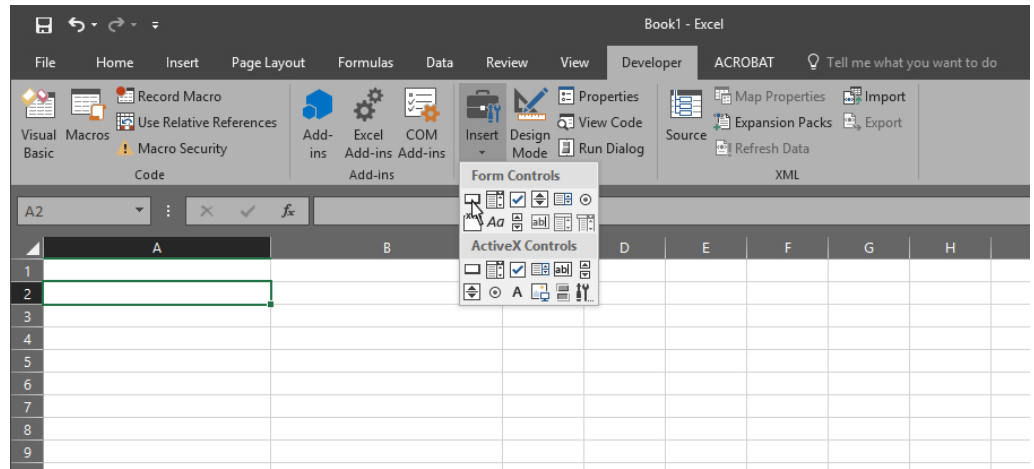 Book1 - Excel
File Home Insert Page Layout Formulas Data Review View Developer ACROBAT Tell me what you want to do
Visual Basic
Macros
Record Macro
Use Relative References
Macro Security
Code
Add-ins
Excel Add-ins
COM Add-ins
Add-ins
Insert
Design Mode
Properties
View Code
Run Dialog
Source
Map Properties
Expansion Packs
Refresh Data
Import
Export
XML
Form Controls
Aa ab|
ActiveX Controls
ab|
A
A2 fx
A B D E F G H
1
2
3
4
5
6
7
8
9